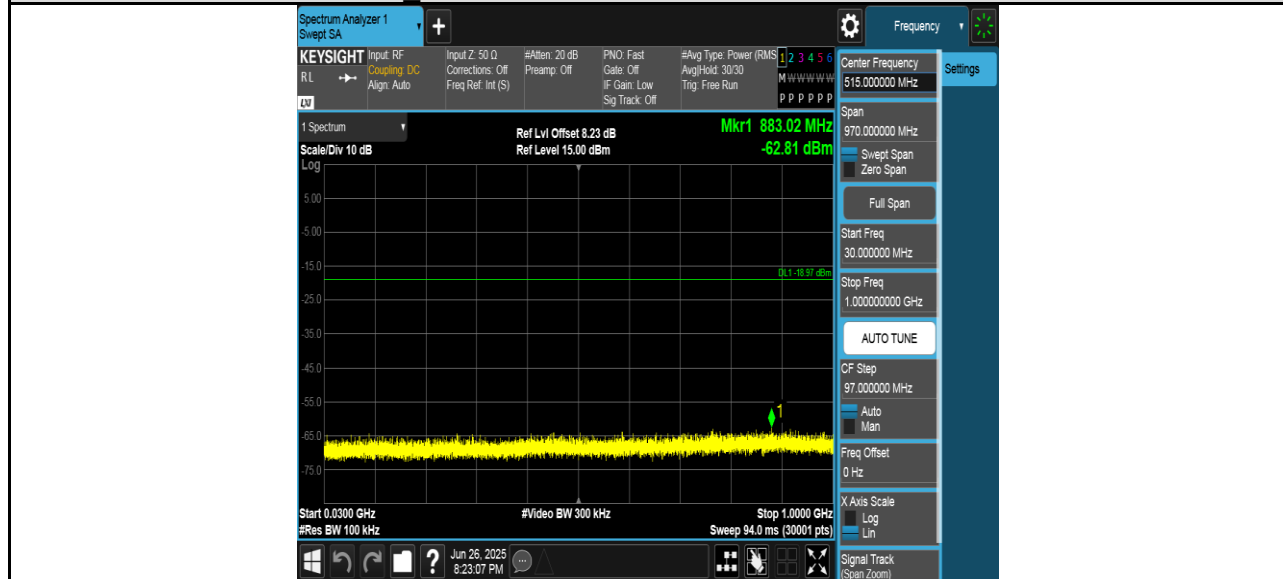 Spectrum Analyzer 1
Swept SA
Frequency
KEYSIGHT
RL
LXI
Input: RF
Coupling: DC
Align: Auto
Input Z: 50 Ω
Corrections: Off
Freq Ref: Int (S)
#Atten: 20 dB
Preamp: Off
PNO: Fast
Gate: Off
IF Gain: Low
Sig Track: Off
#Avg Type: Power (RMS
Avg|Hold: 30/30
Trig: Free Run
1 2 3 4 5 6
M W W W W W
P P P P P P
1 Spectrum
Scale/Div 10 dB
Log
Ref Lvl Offset 8.23 dB
Ref Level 15.00 dBm
Mkr1 883.02 MHz
-62.81 dBm
5.00
-5.00
-15.0
-25.0
-35.0
-45.0
-55.0
-65.0
-75.0
DL1 -18.97 dBm
1
Start 0.0300 GHz
#Res BW 100 kHz
#Video BW 300 kHz
Stop 1.0000 GHz
Sweep 94.0 ms (30001 pts)
Center Frequency
515.000000 MHz
Settings
Span
970.000000 MHz
Swept Span
Zero Span
Full Span
Start Freq
30.000000 MHz
Stop Freq
1.000000000 GHz
AUTO TUNE
CF Step
97.000000 MHz
Auto
Man
Freq Offset
0 Hz
X Axis Scale
Log
Lin
Signal Track
(Span Zoom)
?
Jun 26, 2025
8:23:07 PM